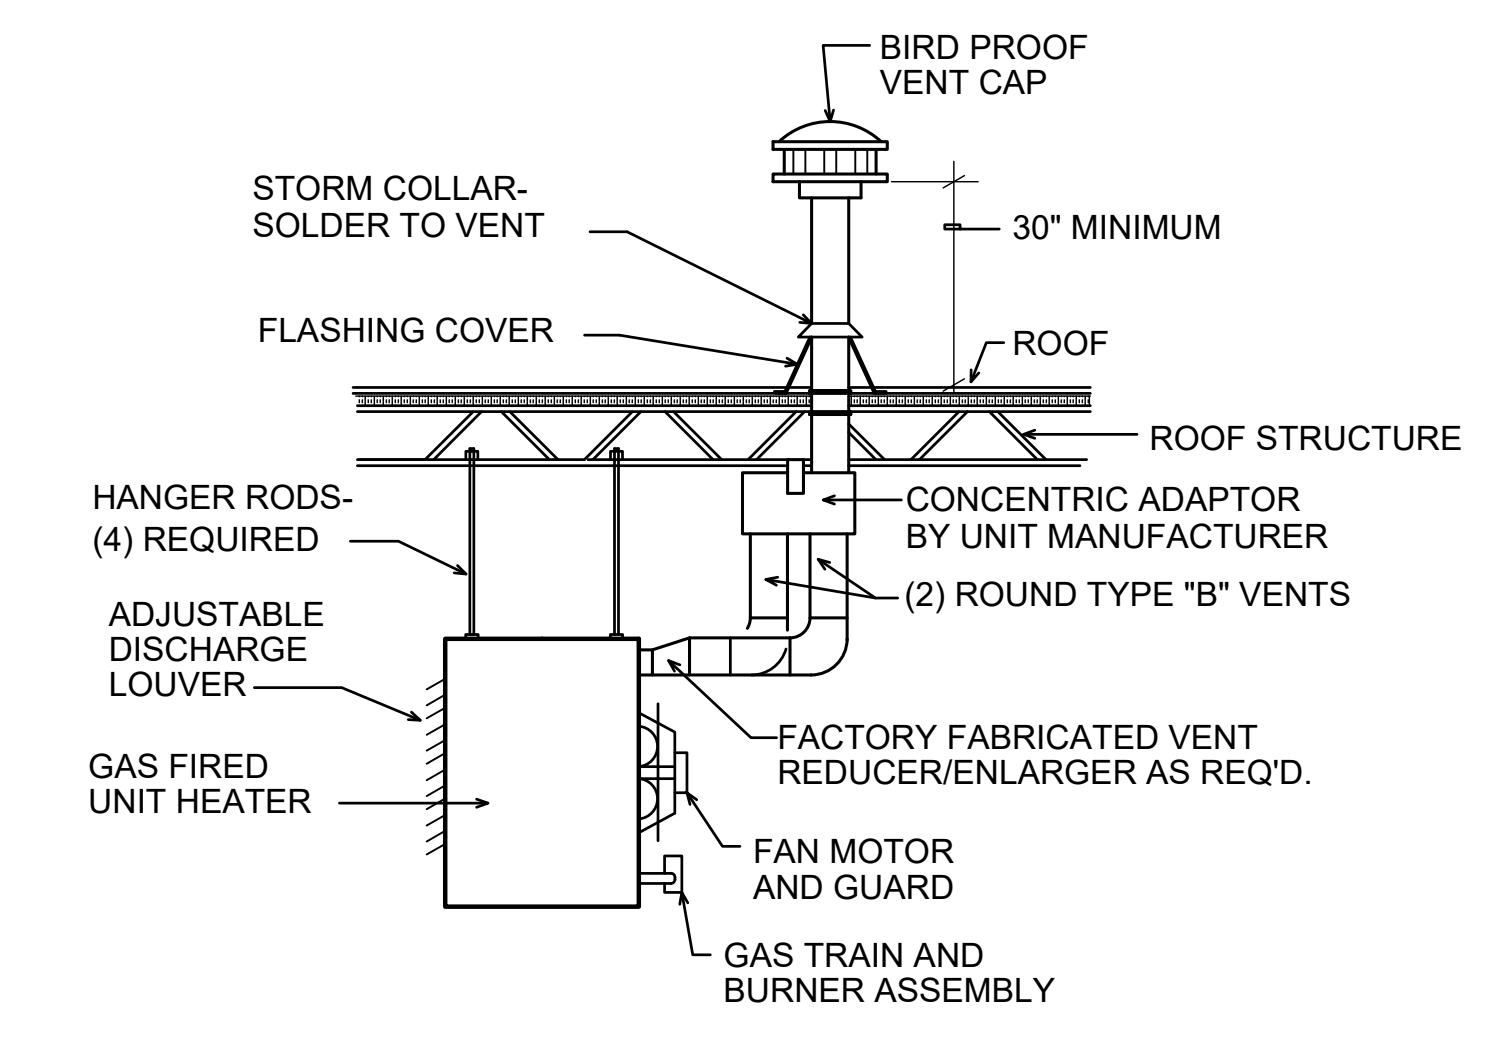 BIRD PROOF
VENT CAP
STORM COLLAR-
SOLDER TO VENT
30" MINIMUM
FLASHING COVER
ROOF
ROOF STRUCTURE
HANGER RODS-
(4) REQUIRED
CONCENTRIC ADAPTOR
BY UNIT MANUFACTURER
(2) ROUND TYPE "B" VENTS
ADJUSTABLE
DISCHARGE
LOUVER
FACTORY FABRICATED VENT
REDUCER/ENLARGER AS REQ'D.
GAS FIRED
UNIT HEATER
FAN MOTOR
AND GUARD
GAS TRAIN AND
BURNER ASSEMBLY